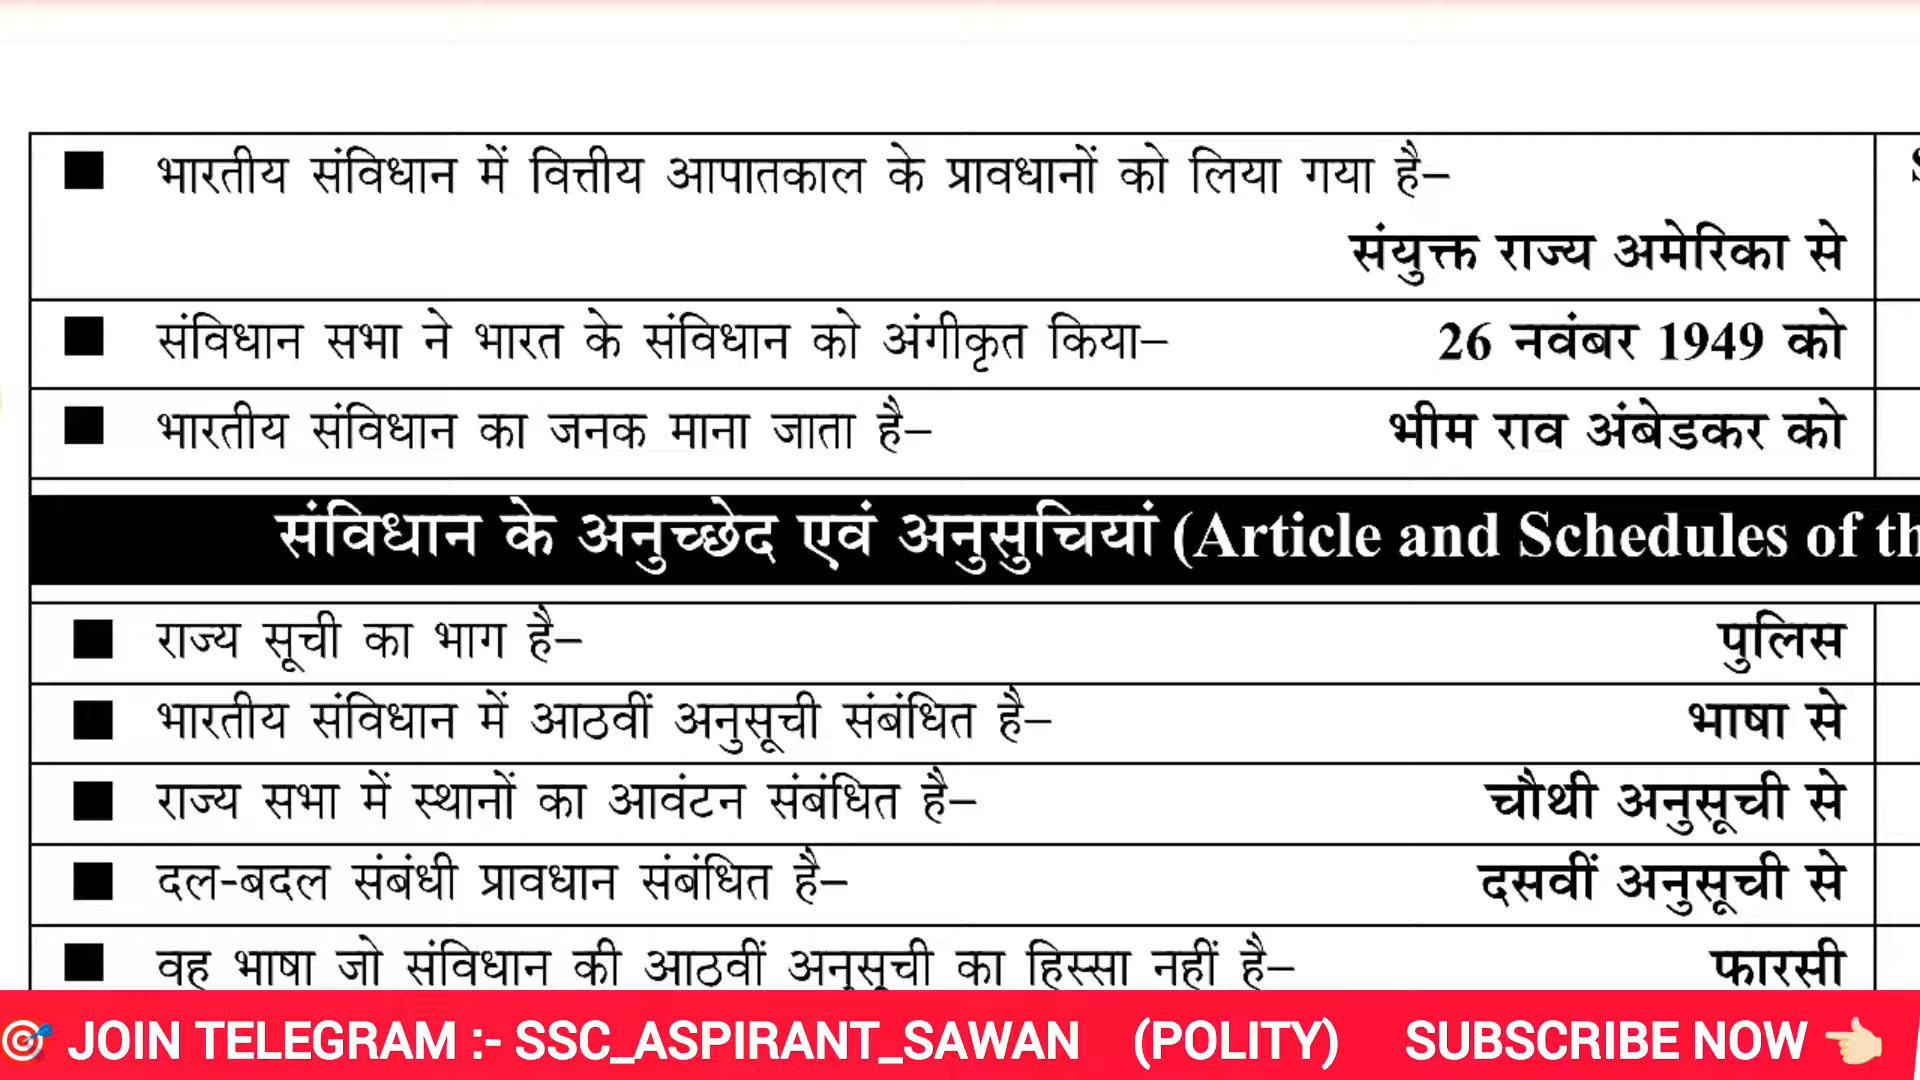 ■ भारतीय संविधान में वित्तीय आपातकाल के प्रावधानों को लिया गया है–
संयुक्त राज्य अमेरिका से
■ संविधान सभा ने भारत के संविधान को अंगीकृत किया– 26 नवंबर 1949 को
■ भारतीय संविधान का जनक माना जाता है– भीम राव अंबेडकर को
संविधान के अनुच्छेद एवं अनुसुचियां (Article and Schedules of
■ राज्य सूची का भाग है– पुलिस
■ भारतीय संविधान में आठवीं अनुसूची संबंधित है– भाषा से
■ राज्य सभा में स्थानों का आवंटन संबंधित है– चौथी अनुसूची से
■ दल-बदल संबंधी प्रावधान संबंधित है– दसवीं अनुसूची से
■ वह भाषा जो संविधान की आठवीं अनुसूची का हिस्सा नहीं है– फारसी
JOIN TELEGRAM :- SSC_ASPIRANT_SAWAN (POLITY) SUBSCRIBE NOW